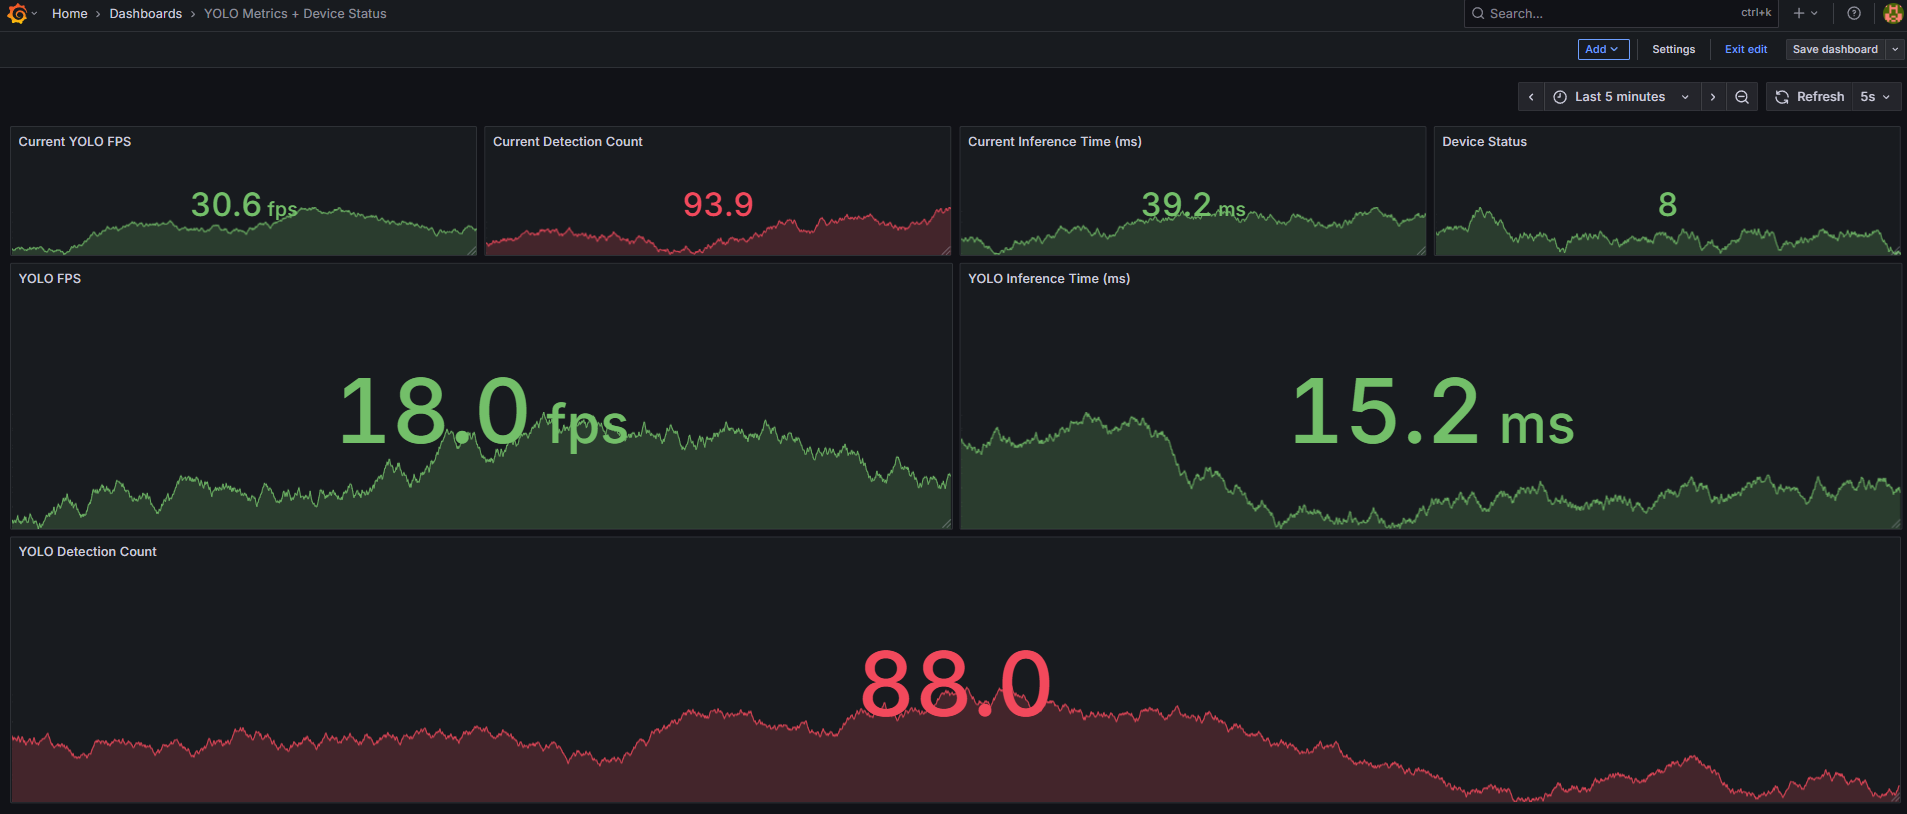 Home › Dashboards › YOLO Metrics + Device Status
Search... ctrl+k
Add Settings Exit edit Save dashboard
Last 5 minutes Refresh 5s
Current YOLO FPS
30.6 fps
Current Detection Count
93.9
Current Inference Time (ms)
39.2 ms
Device Status
8
YOLO FPS
18.0 fps
YOLO Inference Time (ms)
15.2 ms
YOLO Detection Count
88.0